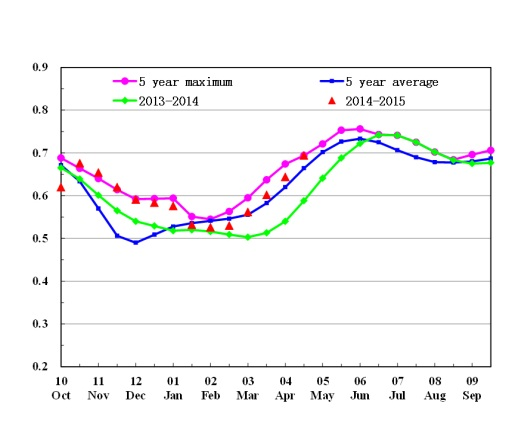 0.9
5 year maximum
5 year average
2013-2014
2014-2015
0.8
0.7
0.6
0.5
0.4
0.3
0.2
10 11 12 01 02 03 04 05 06 07 08 09
Oct Nov Dec Jan Feb Mar Apr May Jun Jul Aug Sep